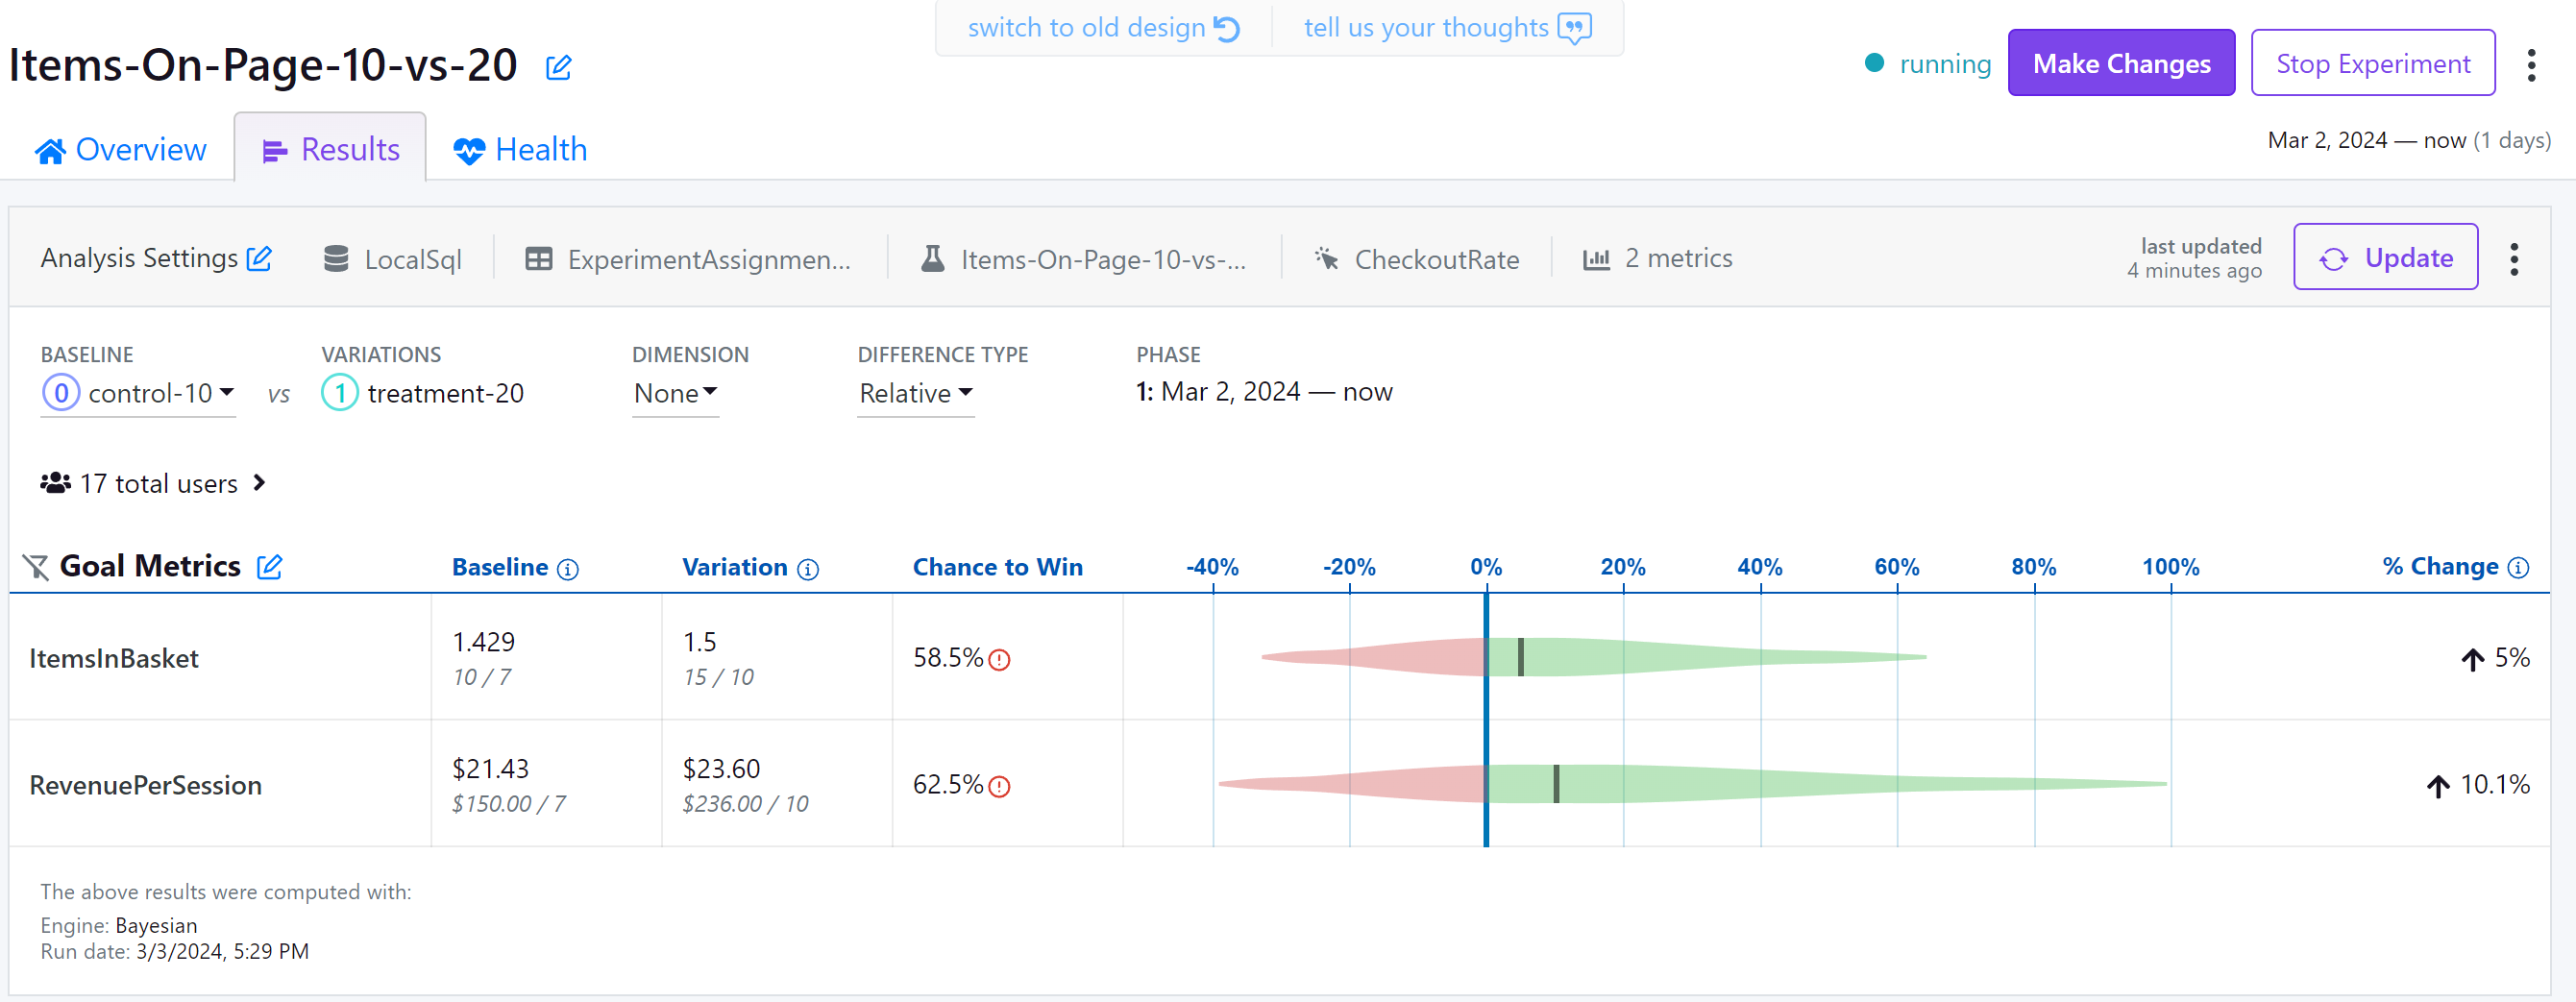 switch to old design
tell us your thoughts
Items-On-Page-10-vs-20
running
Make Changes
Stop Experiment
Overview
Results
Health
Mar 2, 2024 — now (1 days)
Analysis Settings
LocalSql
ExperimentAssignmen...
Items-On-Page-10-vs-...
CheckoutRate
2 metrics
last updated
4 minutes ago
Update
BASELINE
VARIATIONS
DIMENSION
DIFFERENCE TYPE
PHASE
0 control-10
vs
1 treatment-20
None
Relative
1: Mar 2, 2024 — now
17 total users
Goal Metrics
Baseline
Variation
Chance to Win
-40% -20% 0% 20% 40% 60% 80% 100%
% Change
ItemsInBasket
1.429
10 / 7
1.5
15 / 10
58.5%
5%
RevenuePerSession
$21.43
$150.00 / 7
$23.60
$236.00 / 10
62.5%
10.1%
The above results were computed with:
Engine: Bayesian
Run date: 3/3/2024, 5:29 PM